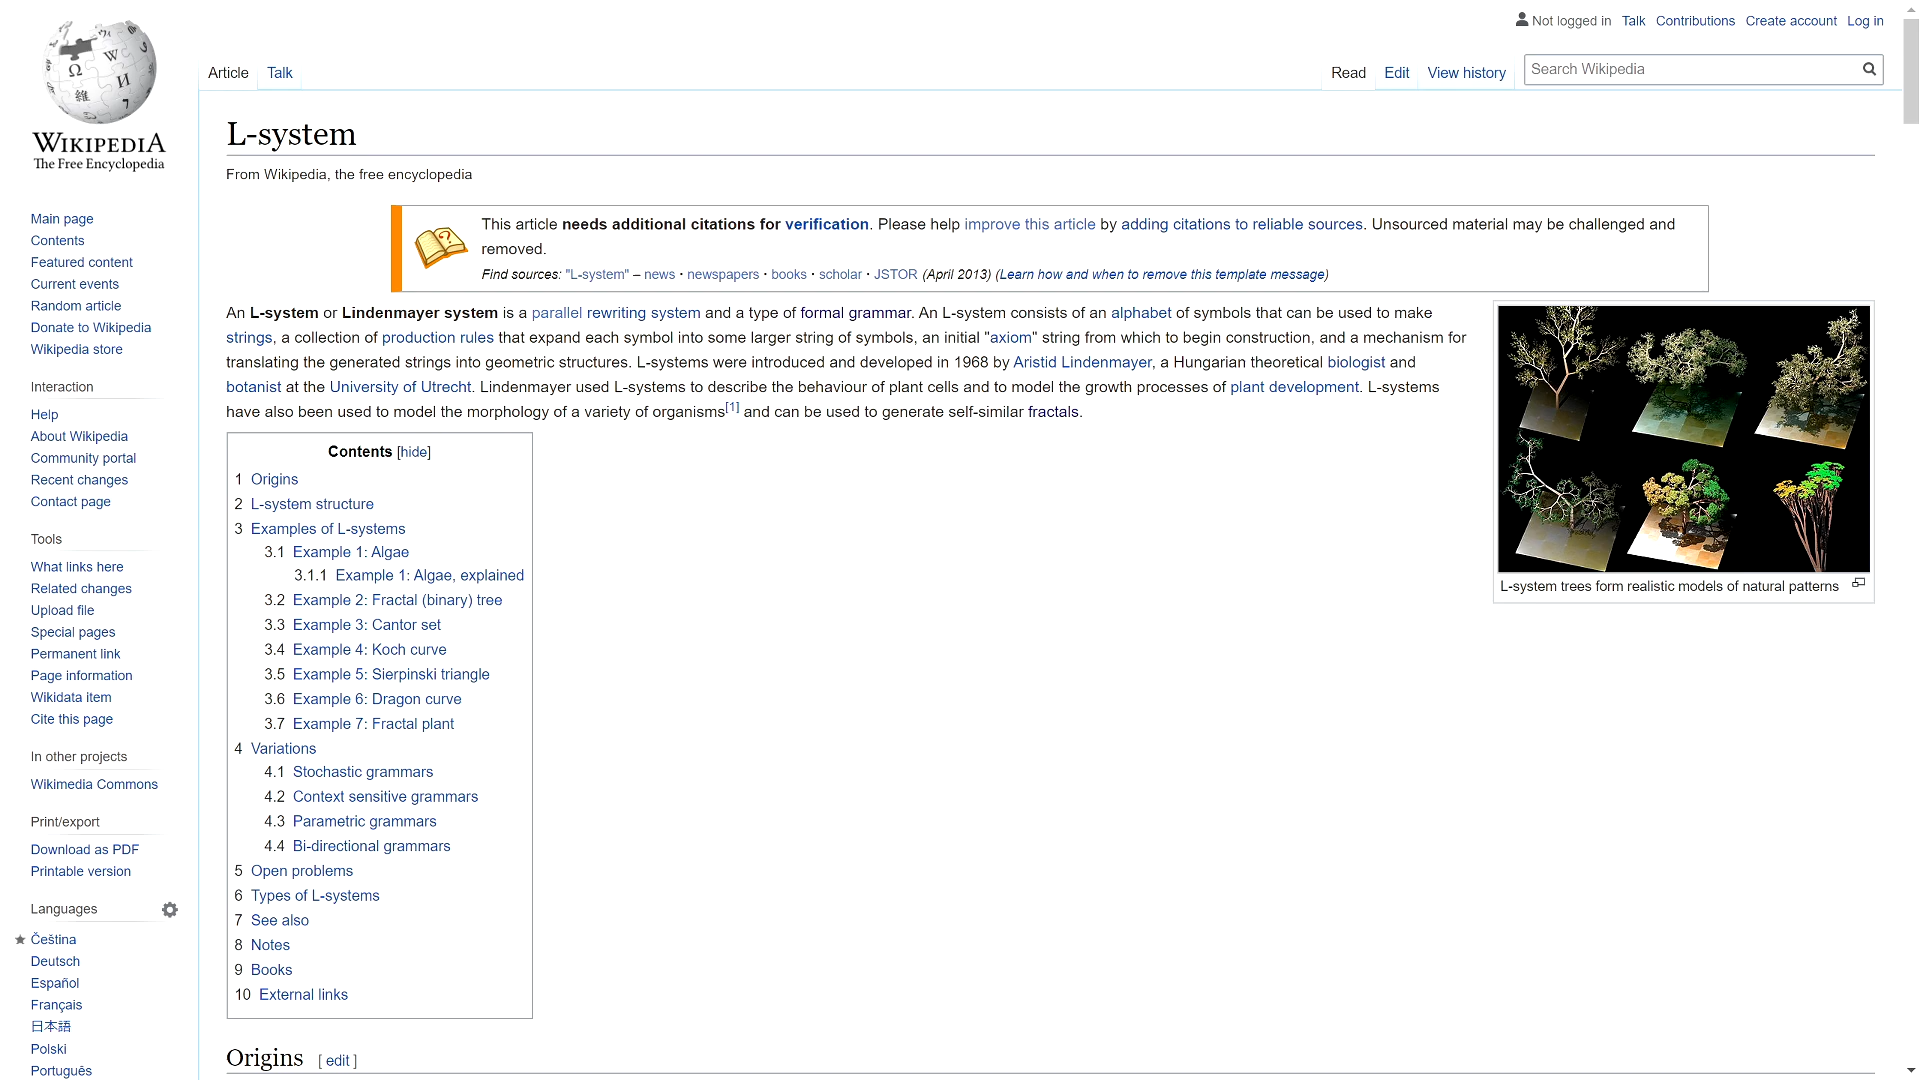 Not logged in Talk Contributions Create account Log in
Article Talk
Read Edit View history
Search Wikipedia
WIKIPEDIA
The Free Encyclopedia
Main page
Contents
Featured content
Current events
Random article
Donate to Wikipedia
Wikipedia store
Interaction
Help
About Wikipedia
Community portal
Recent changes
Contact page
Tools
What links here
Related changes
Upload file
Special pages
Permanent link
Page information
Wikidata item
Cite this page
In other projects
Wikimedia Commons
Print/export
Download as PDF
Printable version
Languages
Čeština
Deutsch
Español
Français
日本語
Polski
Português
L-system
From Wikipedia, the free encyclopedia
This article needs additional citations for verification. Please help improve this article by adding citations to reliable sources. Unsourced material may be challenged and
removed.
Find sources: "L-system" – news · newspapers · books · scholar · JSTOR (April 2013) (Learn how and when to remove this template message)
An L-system or Lindenmayer system is a parallel rewriting system and a type of formal grammar. An L-system consists of an alphabet of symbols that can be used to make
strings, a collection of production rules that expand each symbol into some larger string of symbols, an initial "axiom" string from which to begin construction, and a mechanism for
translating the generated strings into geometric structures. L-systems were introduced and developed in 1968 by Aristid Lindenmayer, a Hungarian theoretical biologist and
botanist at the University of Utrecht. Lindenmayer used L-systems to describe the behaviour of plant cells and to model the growth processes of plant development. L-systems
have also been used to model the morphology of a variety of organisms[1] and can be used to generate self-similar fractals.
L-system trees form realistic models of natural patterns
Contents [hide]
1 Origins
2 L-system structure
3 Examples of L-systems
3.1 Example 1: Algae
3.1.1 Example 1: Algae, explained
3.2 Example 2: Fractal (binary) tree
3.3 Example 3: Cantor set
3.4 Example 4: Koch curve
3.5 Example 5: Sierpinski triangle
3.6 Example 6: Dragon curve
3.7 Example 7: Fractal plant
4 Variations
4.1 Stochastic grammars
4.2 Context sensitive grammars
4.3 Parametric grammars
4.4 Bi-directional grammars
5 Open problems
6 Types of L-systems
7 See also
8 Notes
9 Books
10 External links
Origins [ edit ]